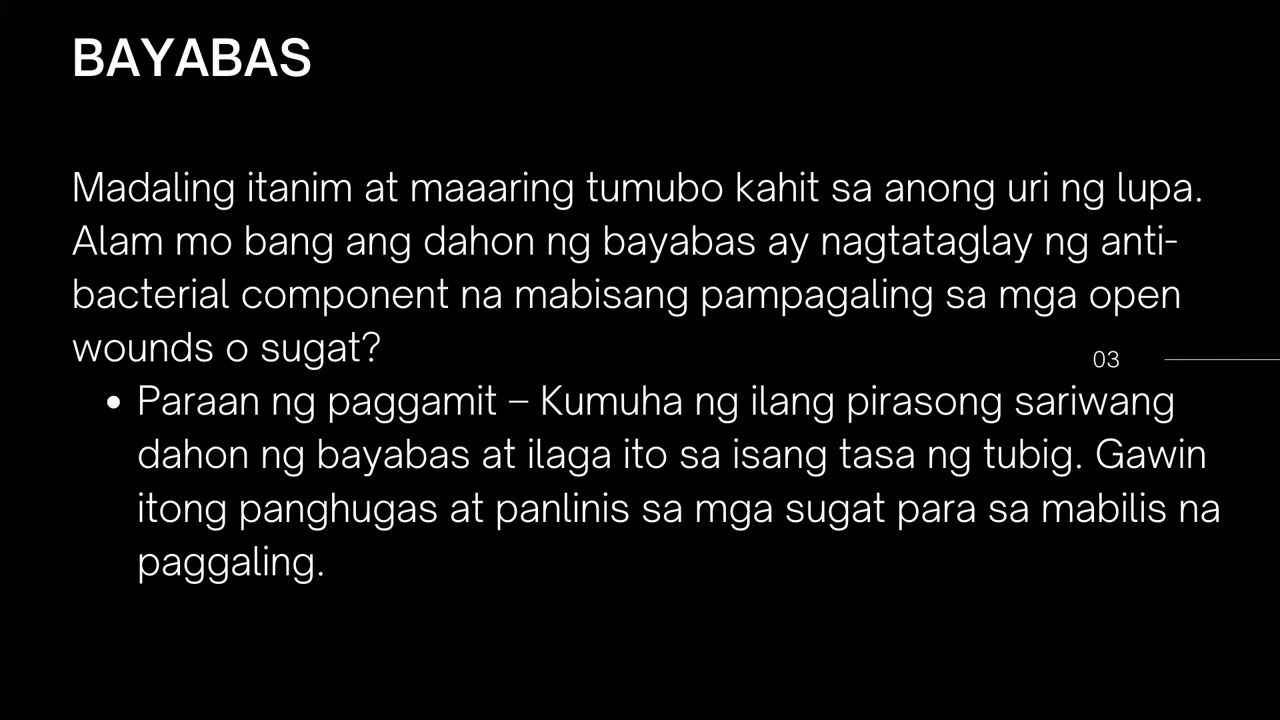 BAYABAS
Madaling itanim at maaaring tumubo kahit sa anong uri ng lupa.
Alam mo bang ang dahon ng bayabas ay nagtataglay ng anti-
bacterial component na mabisang pampagaling sa mga open
wounds o sugat?
03
• Paraan ng paggamit – Kumuha ng ilang pirasong sariwang
dahon ng bayabas at ilaga ito sa isang tasa ng tubig. Gawin
itong panghugas at panlinis sa mga sugat para sa mabilis na
paggaling.